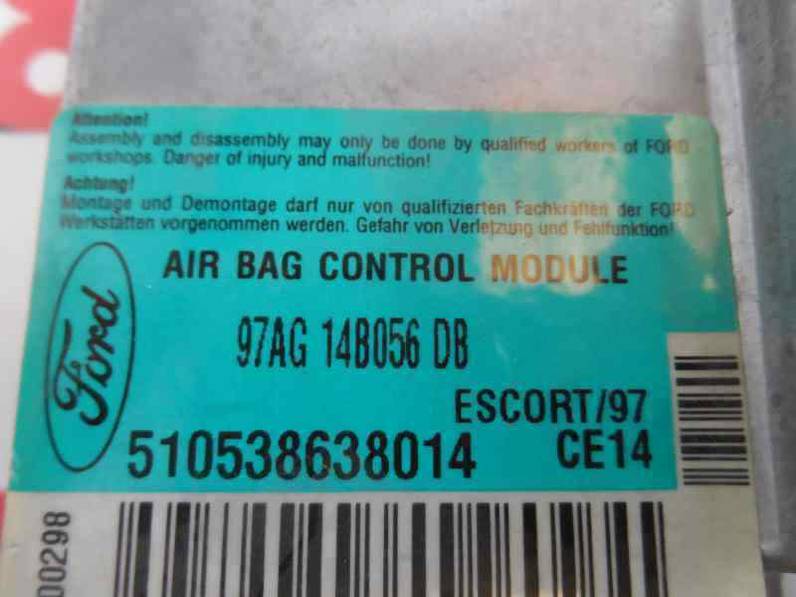 Attention!
Assembly and disassembly may only be done by qualified workers of FORD
workshops. Danger of injury and malfunction!
Achtung!
Montage und Demontage darf nur von qualifizierten Fachkräften der FORD
Werkstätten vorgenommen werden. Gefahr von Verletzung und Fehlfunktion!
AIR BAG CONTROL MODULE
Ford
97AG 14B056 DB
ESCORT/97
510538638014 CE14
00298